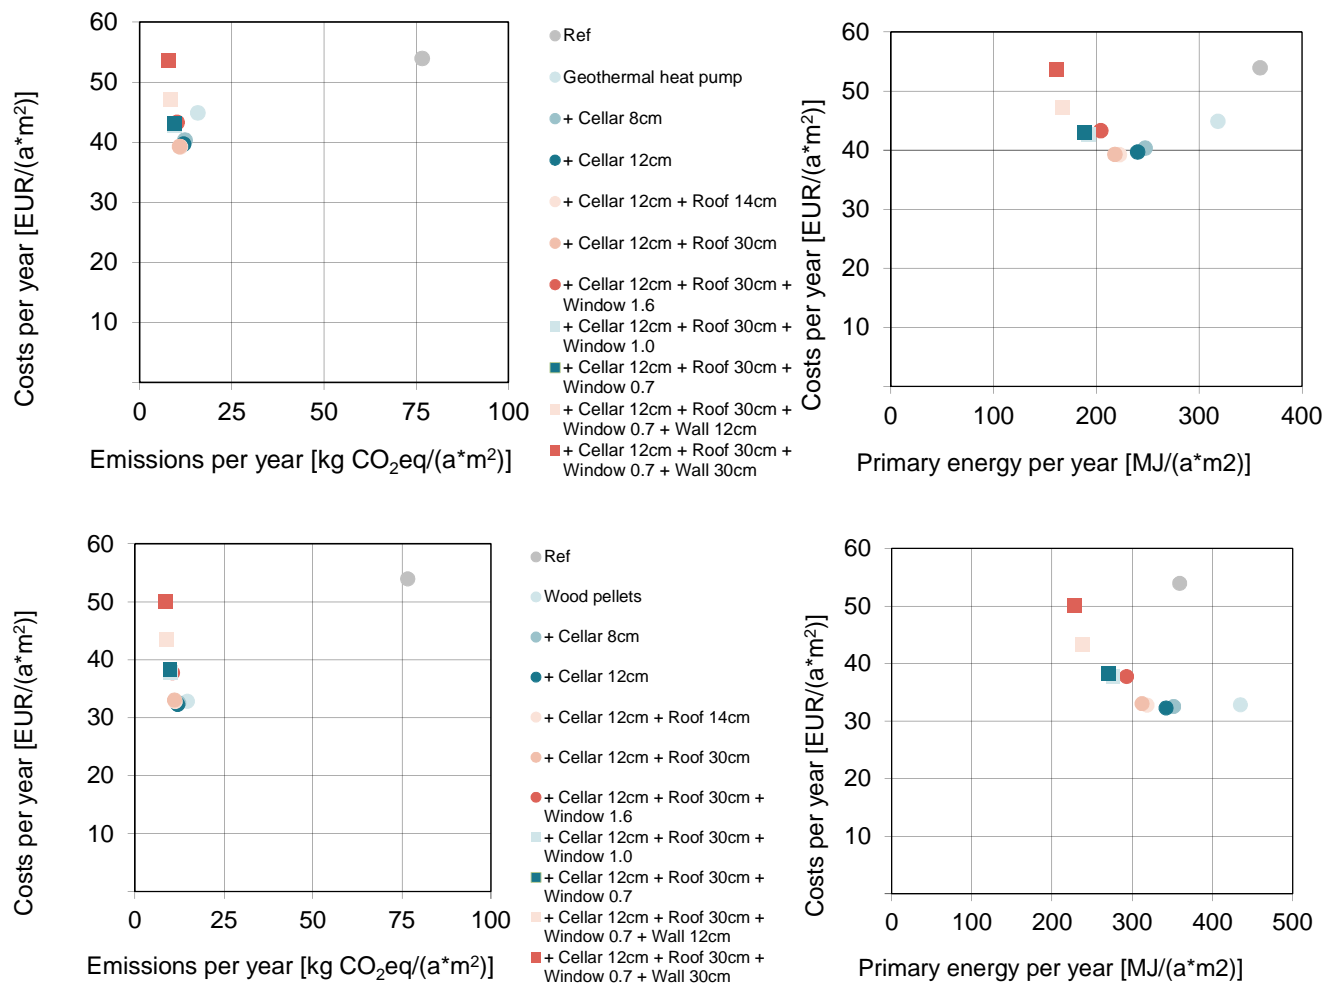 60
50
40
30
20
10
0
25
50
75
100
Costs per year [EUR/(a*m²)]
Emissions per year [kg CO₂eq/(a*m²)]
Ref
Geothermal heat pump
+ Cellar 8cm
+ Cellar 12cm
+ Cellar 12cm + Roof 14cm
+ Cellar 12cm + Roof 30cm
+ Cellar 12cm + Roof 30cm +
Window 1.6
+ Cellar 12cm + Roof 30cm +
Window 1.0
+ Cellar 12cm + Roof 30cm +
Window 0.7
+ Cellar 12cm + Roof 30cm +
Window 0.7 + Wall 12cm
+ Cellar 12cm + Roof 30cm +
Window 0.7 + Wall 30cm
60
50
40
30
20
10
0
100
200
300
400
Costs per year [EUR/(a*m²)]
Primary energy per year [MJ/(a*m2)]
60
50
40
30
20
10
0
25
50
75
100
Costs per year [EUR/(a*m²)]
Emissions per year [kg CO₂eq/(a*m²)]
Ref
Wood pellets
+ Cellar 8cm
+ Cellar 12cm
+ Cellar 12cm + Roof 14cm
+ Cellar 12cm + Roof 30cm
+ Cellar 12cm + Roof 30cm +
Window 1.6
+ Cellar 12cm + Roof 30cm +
Window 1.0
+ Cellar 12cm + Roof 30cm +
Window 0.7
+ Cellar 12cm + Roof 30cm +
Window 0.7 + Wall 12cm
+ Cellar 12cm + Roof 30cm +
Window 0.7 + Wall 30cm
60
50
40
30
20
10
0
100
200
300
400
500
Costs per year [EUR/(a*m²)]
Primary energy per year [MJ/(a*m2)]